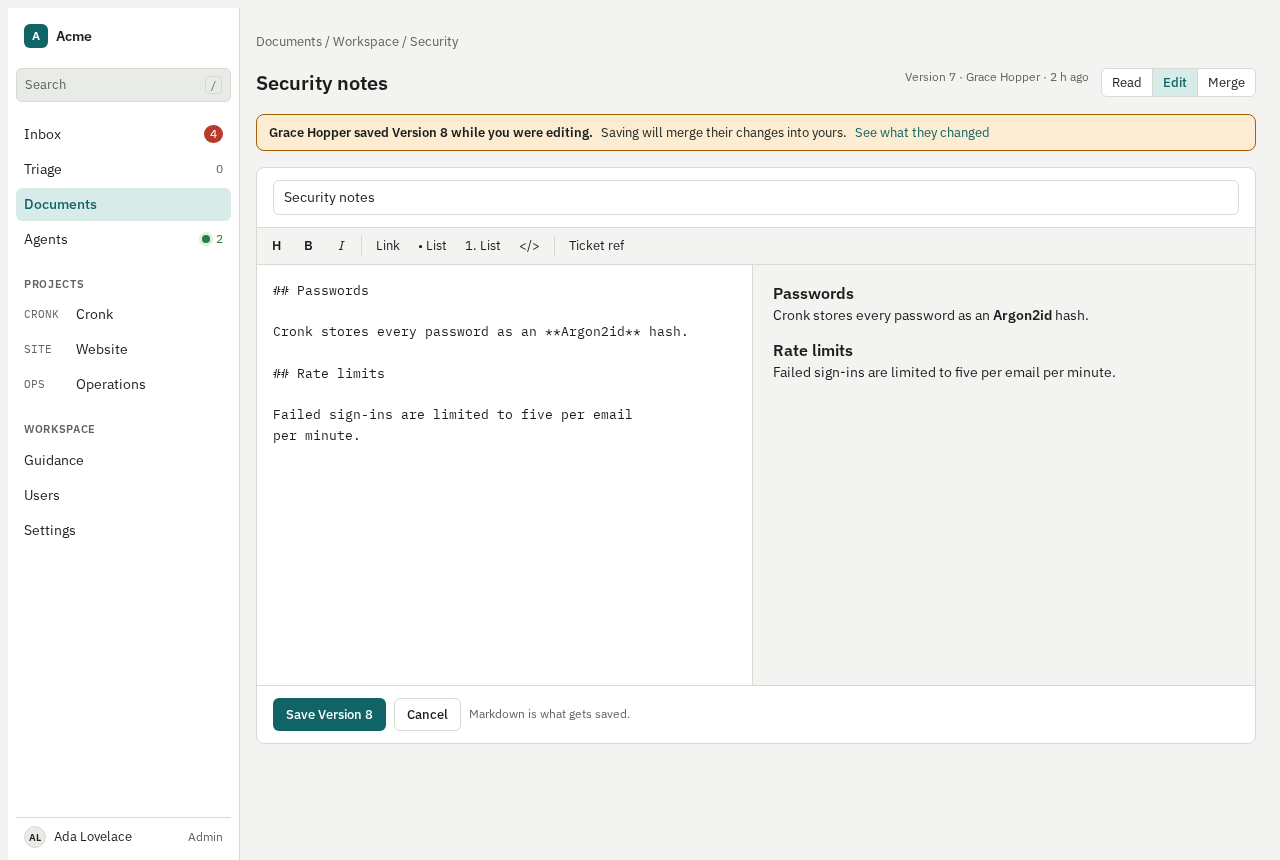 A Acme
Search /
Inbox 4
Triage 0
Documents
Agents 2
PROJECTS
CRONK Cronk
SITE Website
OPS Operations
WORKSPACE
Guidance
Users
Settings
AL Ada Lovelace Admin
Documents / Workspace / Security
Security notes
Version 7 · Grace Hopper · 2 h ago
Read Edit Merge
Grace Hopper saved Version 8 while you were editing. Saving will merge their changes into yours. See what they changed
Security notes
H B I Link • List 1. List </> Ticket ref
## Passwords
Cronk stores every password as an **Argon2id** hash.
## Rate limits
Failed sign-ins are limited to five per email
per minute.
Passwords
Cronk stores every password as an Argon2id hash.
Rate limits
Failed sign-ins are limited to five per email per minute.
Save Version 8 Cancel Markdown is what gets saved.